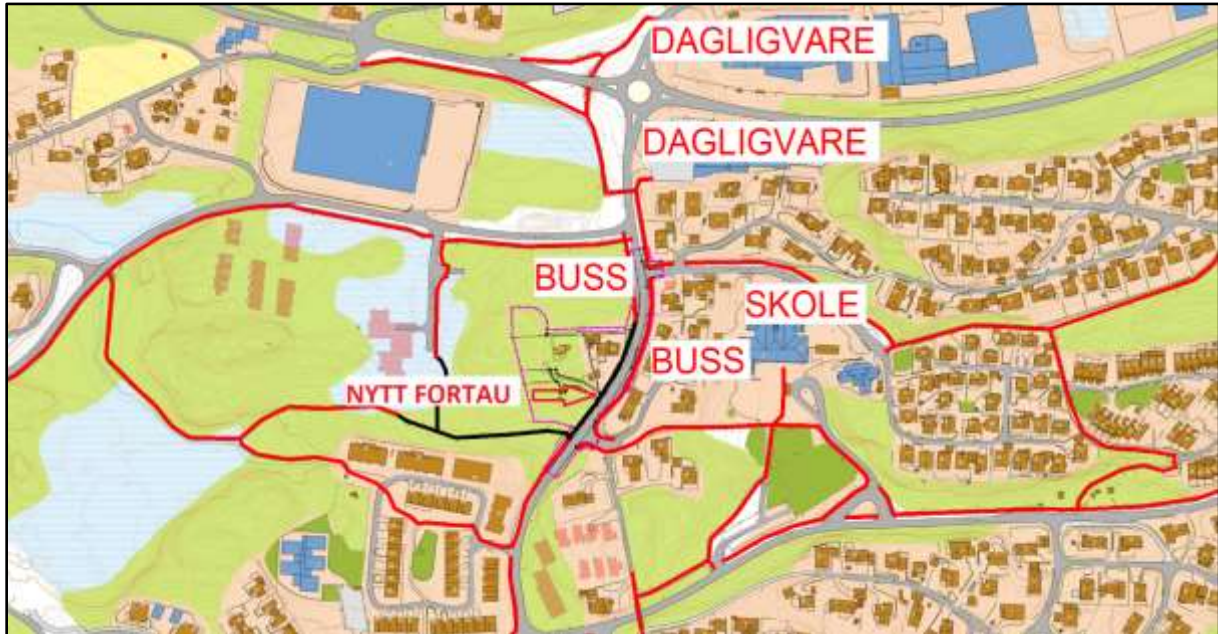 DAGLIGVARE
DAGLIGVARE
BUSS
SKOLE
BUSS
NYTT FORTAU